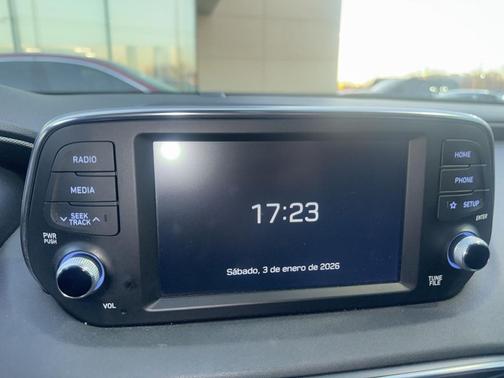 RADIO
MEDIA
SEEK
TRACK
PWR
PUSH
VOL
17:23
Sábado, 3 de enero de 2026
HOME
PHONE
SETUP
ENTER
TUNE
FILE